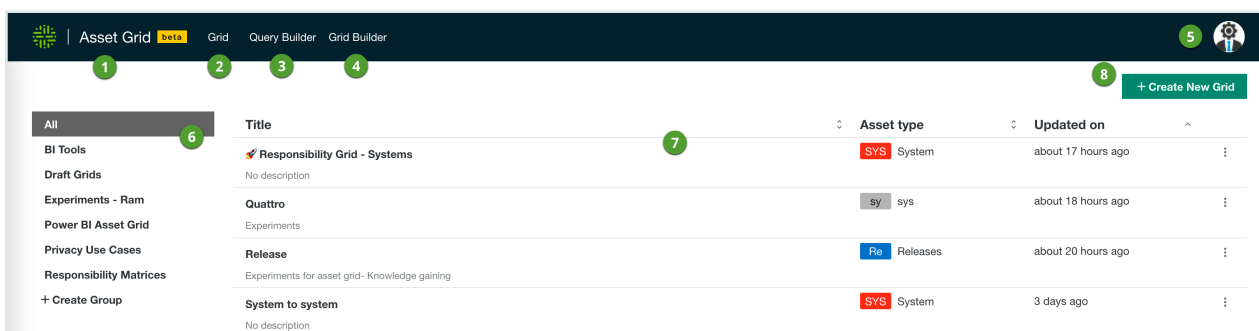 Asset Grid beta Grid Query Builder Grid Builder 5
1 2 3 4 8
+ Create New Grid
All Title Asset type Updated on
6 7
BI Tools 🚀 Responsibility Grid - Systems SYS System about 17 hours ago
Draft Grids No description
Experiments - Ram Quattro sy sys about 18 hours ago
Power BI Asset Grid Experiments
Privacy Use Cases Release Re Releases about 20 hours ago
Responsibility Matrices Experiments for asset grid- Knowledge gaining
+ Create Group System to system SYS System 3 days ago
No description